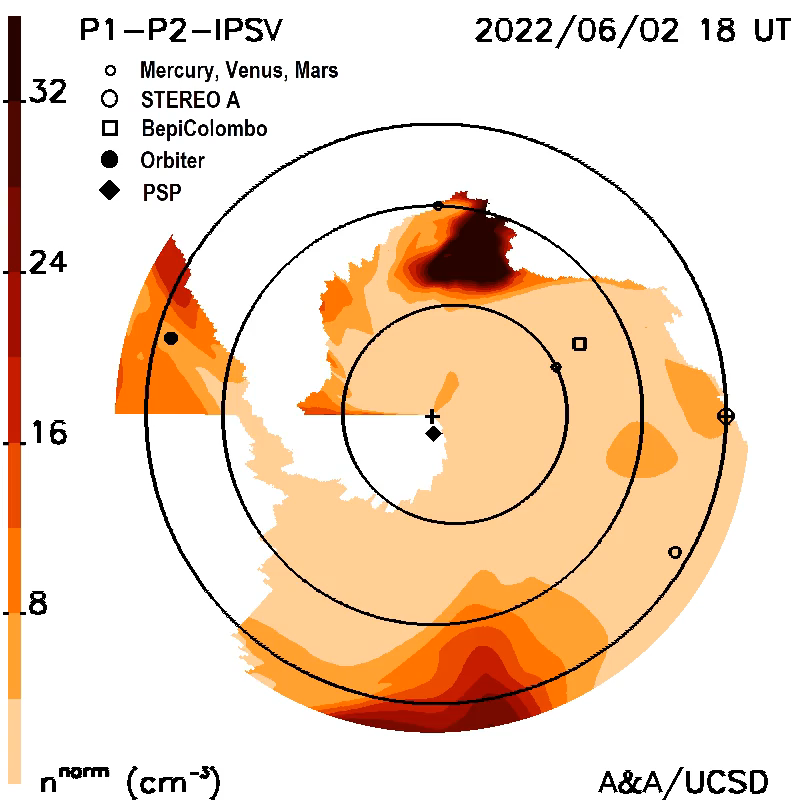 P1-P2-IPSV
2022/06/02 18 UT
Mercury, Venus, Mars
STEREO A
BepiColombo
Orbiter
PSP
32
24
16
8
n^norm (cm^-3)
A&A/UCSD